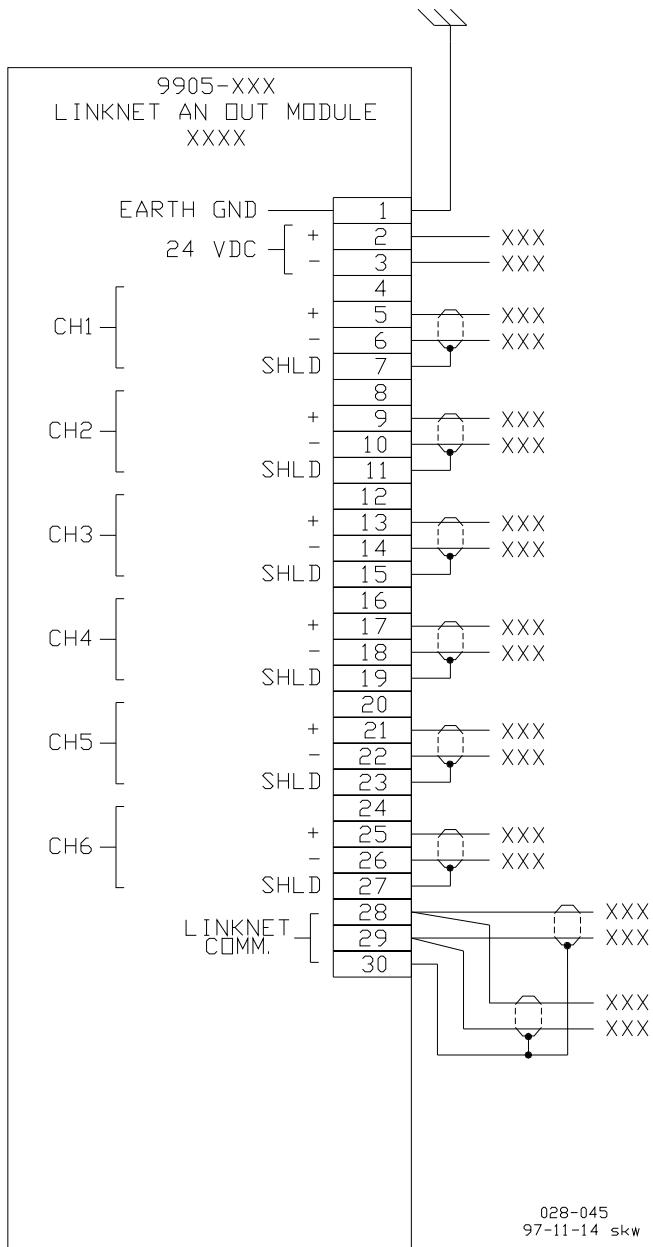 9905-XXX
LINKNET AN OUT MODULE
XXXX
EARTH GND 1
24 VDC + 2 XXX
- 3 XXX
4
CH1 + 5 XXX
- 6 XXX
SHLD 7
8
CH2 + 9 XXX
- 10 XXX
SHLD 11
12
CH3 + 13 XXX
- 14 XXX
SHLD 15
16
CH4 + 17 XXX
- 18 XXX
SHLD 19
20
CH5 + 21 XXX
- 22 XXX
SHLD 23
24
CH6 + 25 XXX
- 26 XXX
SHLD 27
28 XXX
LINKNET
COMM.
29 XXX
30
XXX
XXX
028-045
97-11-14 skw